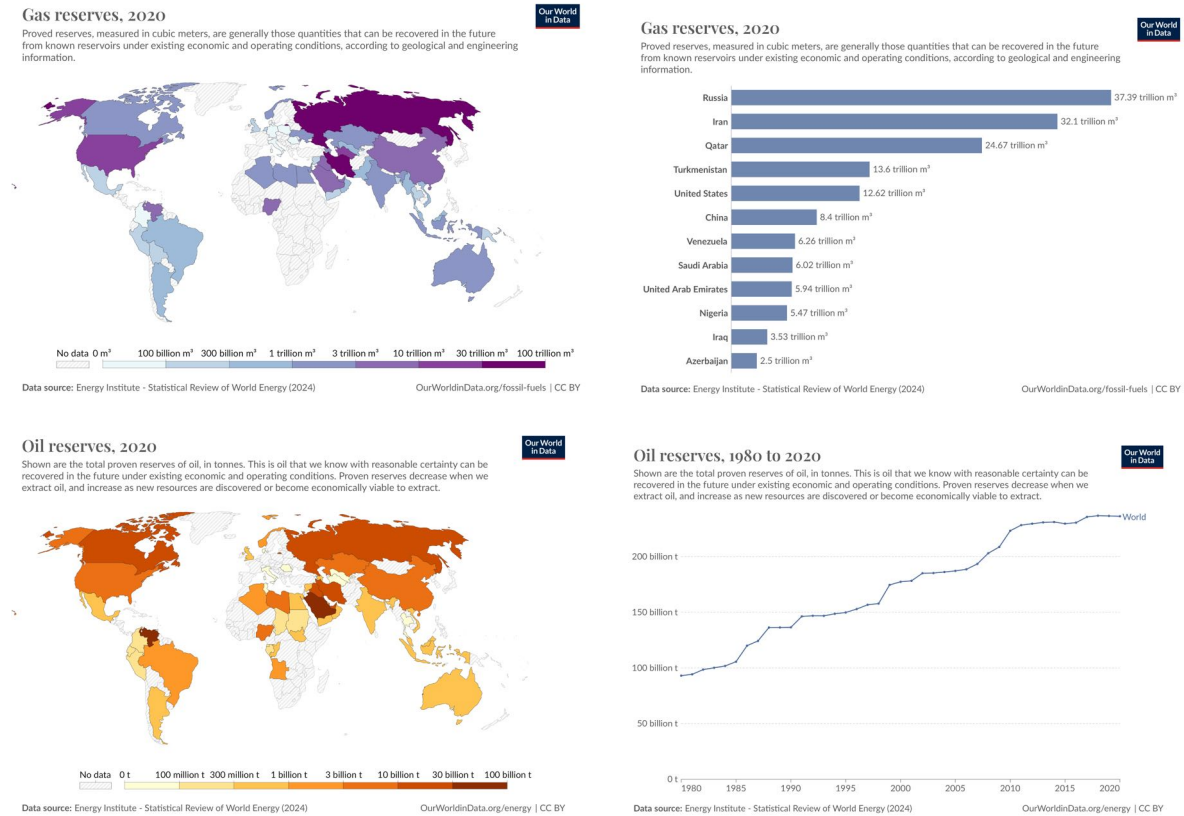 Gas reserves, 2020
Our World
in Data
Proved reserves, measured in cubic meters, are generally those quantities that can be recovered in the future
from known reservoirs under existing economic and operating conditions, according to geological and engineering
information.
No data 0 m³ 100 billion m³ 300 billion m³ 1 trillion m³ 3 trillion m³ 10 trillion m³ 30 trillion m³ 100 trillion m³
Data source: Energy Institute - Statistical Review of World Energy (2024) OurWorldinData.org/fossil-fuels | CC BY
Gas reserves, 2020
Our World
in Data
Proved reserves, measured in cubic meters, are generally those quantities that can be recovered in the future
from known reservoirs under existing economic and operating conditions, according to geological and engineering
information.
Russia 37.39 trillion m³
Iran 32.1 trillion m³
Qatar 24.67 trillion m³
Turkmenistan 13.6 trillion m³
United States 12.62 trillion m³
China 8.4 trillion m³
Venezuela 6.26 trillion m³
Saudi Arabia 6.02 trillion m³
United Arab Emirates 5.94 trillion m³
Nigeria 5.47 trillion m³
Iraq 3.53 trillion m³
Azerbaijan 2.5 trillion m³
Data source: Energy Institute - Statistical Review of World Energy (2024) OurWorldinData.org/fossil-fuels | CC BY
Oil reserves, 2020
Our World
in Data
Shown are the total proven reserves of oil, in tonnes. This is oil that we know with reasonable certainty can be
recovered in the future under existing economic and operating conditions. Proven reserves decrease when we
extract oil, and increase as new resources are discovered or become economically viable to extract.
No data 0 t 100 million t 300 million t 1 billion t 3 billion t 10 billion t 30 billion t 100 billion t
Data source: Energy Institute - Statistical Review of World Energy (2024) OurWorldinData.org/energy | CC BY
Oil reserves, 1980 to 2020
Our World
in Data
Shown are the total proven reserves of oil, in tonnes. This is oil that we know with reasonable certainty can be
recovered in the future under existing economic and operating conditions. Proven reserves decrease when we
extract oil, and increase as new resources are discovered or become economically viable to extract.
World
200 billion t
150 billion t
100 billion t
50 billion t
0 t
1980 1985 1990 1995 2000 2005 2010 2015 2020
Data source: Energy Institute - Statistical Review of World Energy (2024) OurWorldinData.org/energy | CC BY